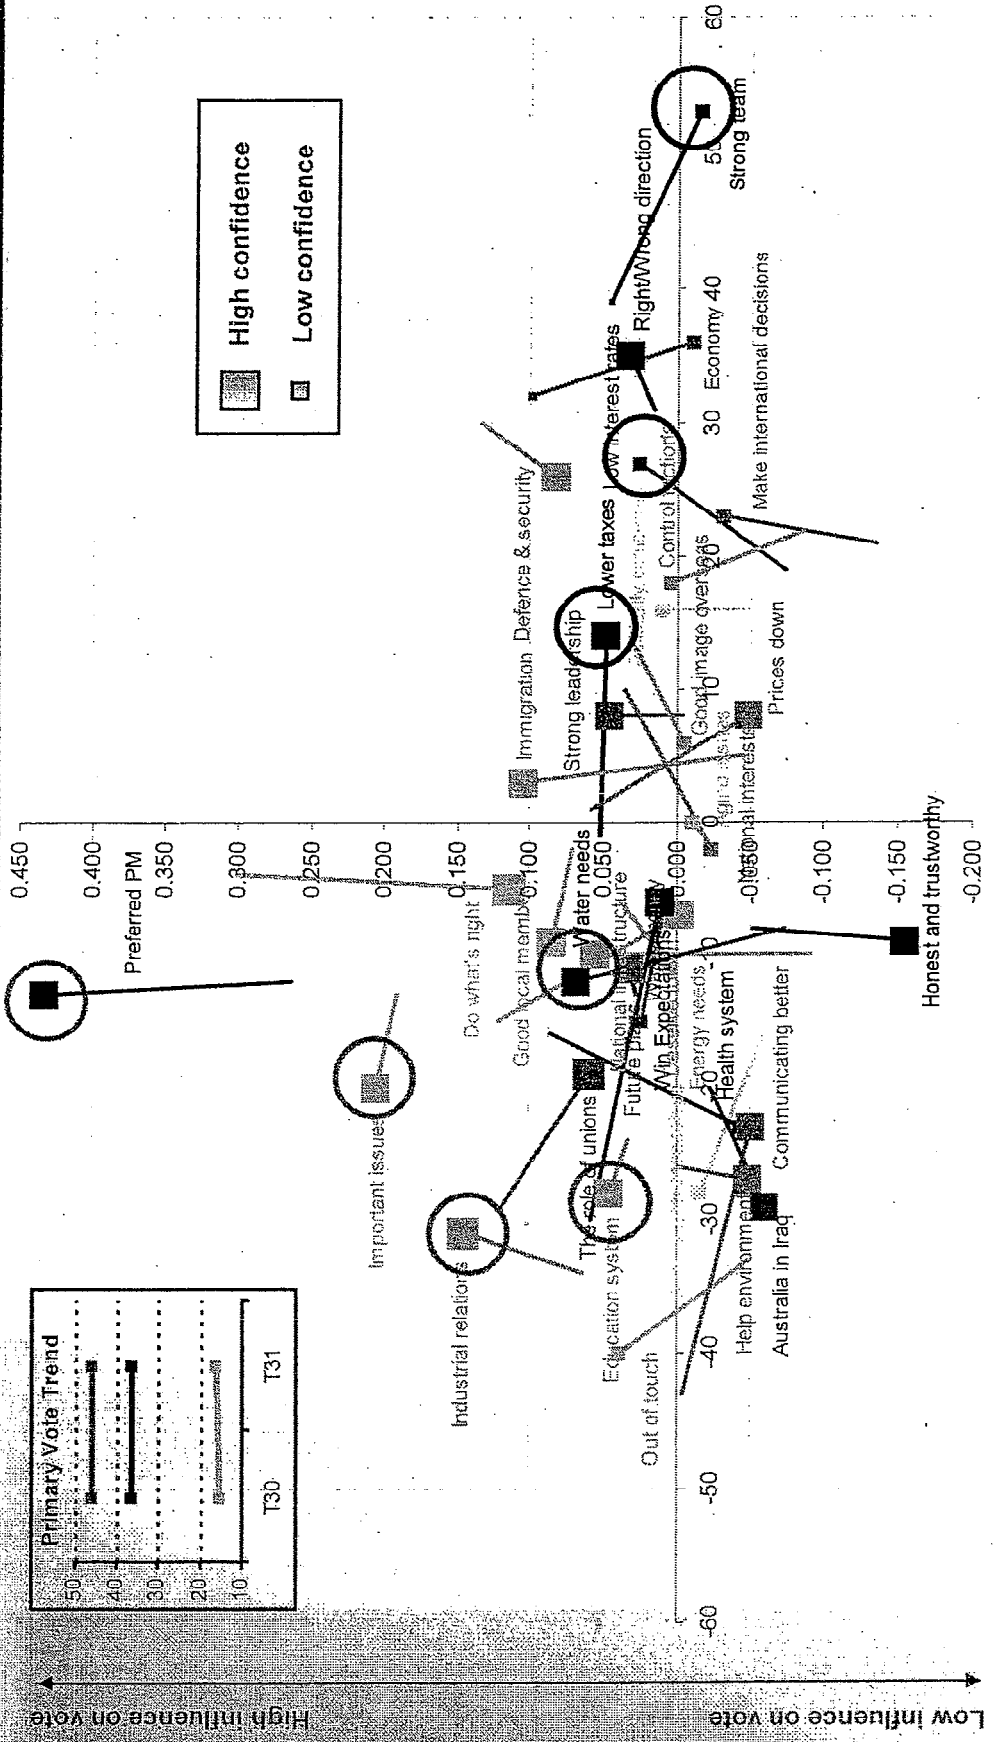 Primary Vote Trend
50
40
30
20
10
T30
T31
High confidence
Low confidence
High influence on vote
Low influence on vote
0.450
0.400
0.350
0.300
0.250
0.200
0.150
0.100
0.050
0.000
-0.050
-0.100
-0.150
-0.200
-60
-50
-40
-30
-20
-10
0
10
20
30
40
50
60
Preferred PM
Important issues
Industrial relations
Do what's right
Good local member
Immigration
Defence & security
Water needs
Strong leadership
Lower taxes
Low interest rates
Right/Wrong direction
Strong team
The role of unions
National infrastructure
Future plans
Win Expectations
Education system
Out of touch
Energy needs
Health system
Control
Good image overseas
Economy
Make international decisions
National interests
Prices down
Help environment
Australia in Iraq
Communicating better
Honest and trustworthy